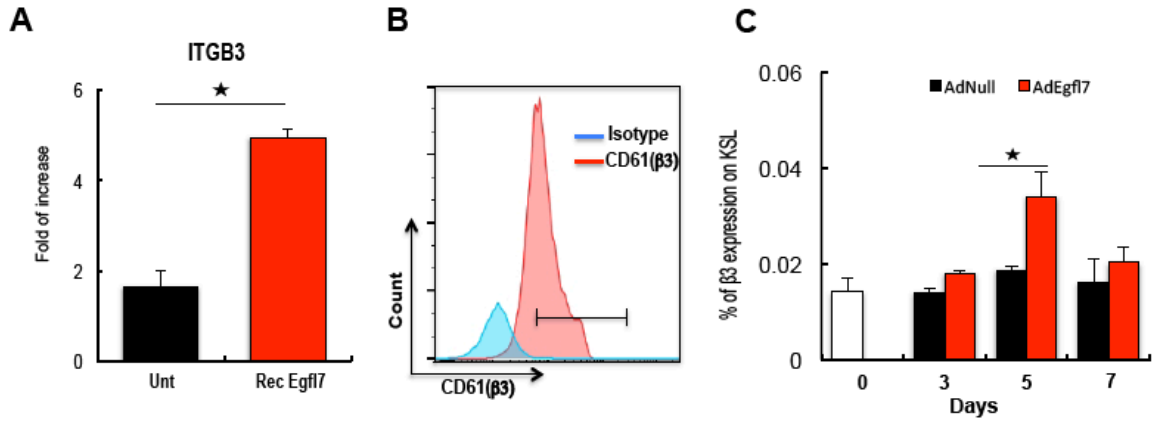 A
ITGB3
★
6
4
2
0
Fold of increase
Unt
Rec Egfl7
B
Isotype
CD61(β3)
Count
CD61(β3)
C
AdNull
AdEgfl7
★
0.06
0.04
0.02
0
% of β3 expression on KSL
0
3
5
7
Days